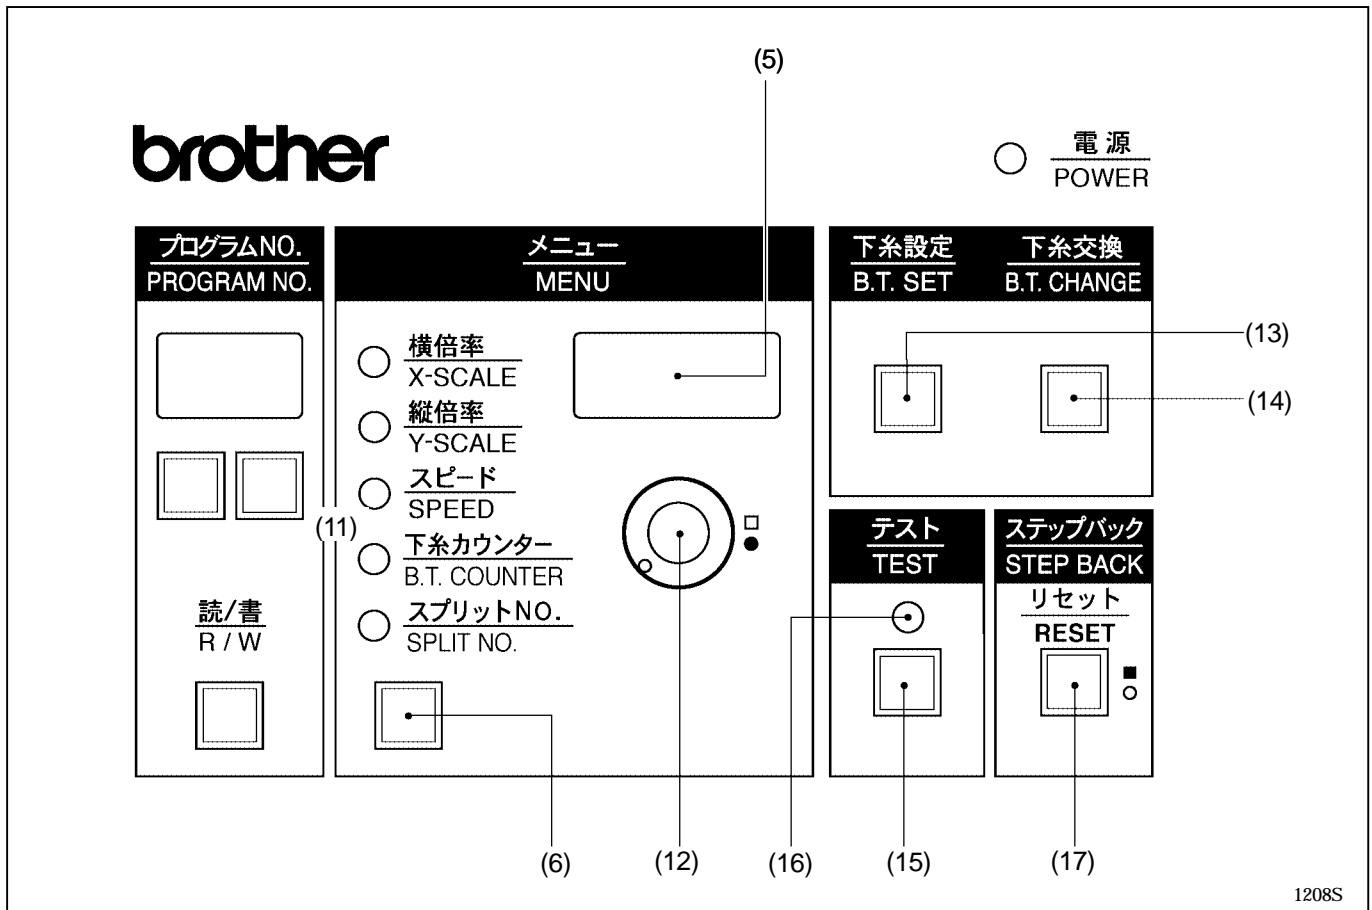 (5)
brother
電源
POWER
プログラムNO.
PROGRAM NO.
メニュー
MENU
下糸設定
B.T. SET
下糸交換
B.T. CHANGE
横倍率
X-SCALE
縦倍率
Y-SCALE
スピード
SPEED
(11)
下糸カウンター
B.T. COUNTER
スプリットNO.
SPLIT NO.
読/書
R / W
(13)
(14)
テスト
TEST
ステップバック
STEP BACK
リセット
RESET
(6)
(12)
(16)
(15)
(17)
1208S